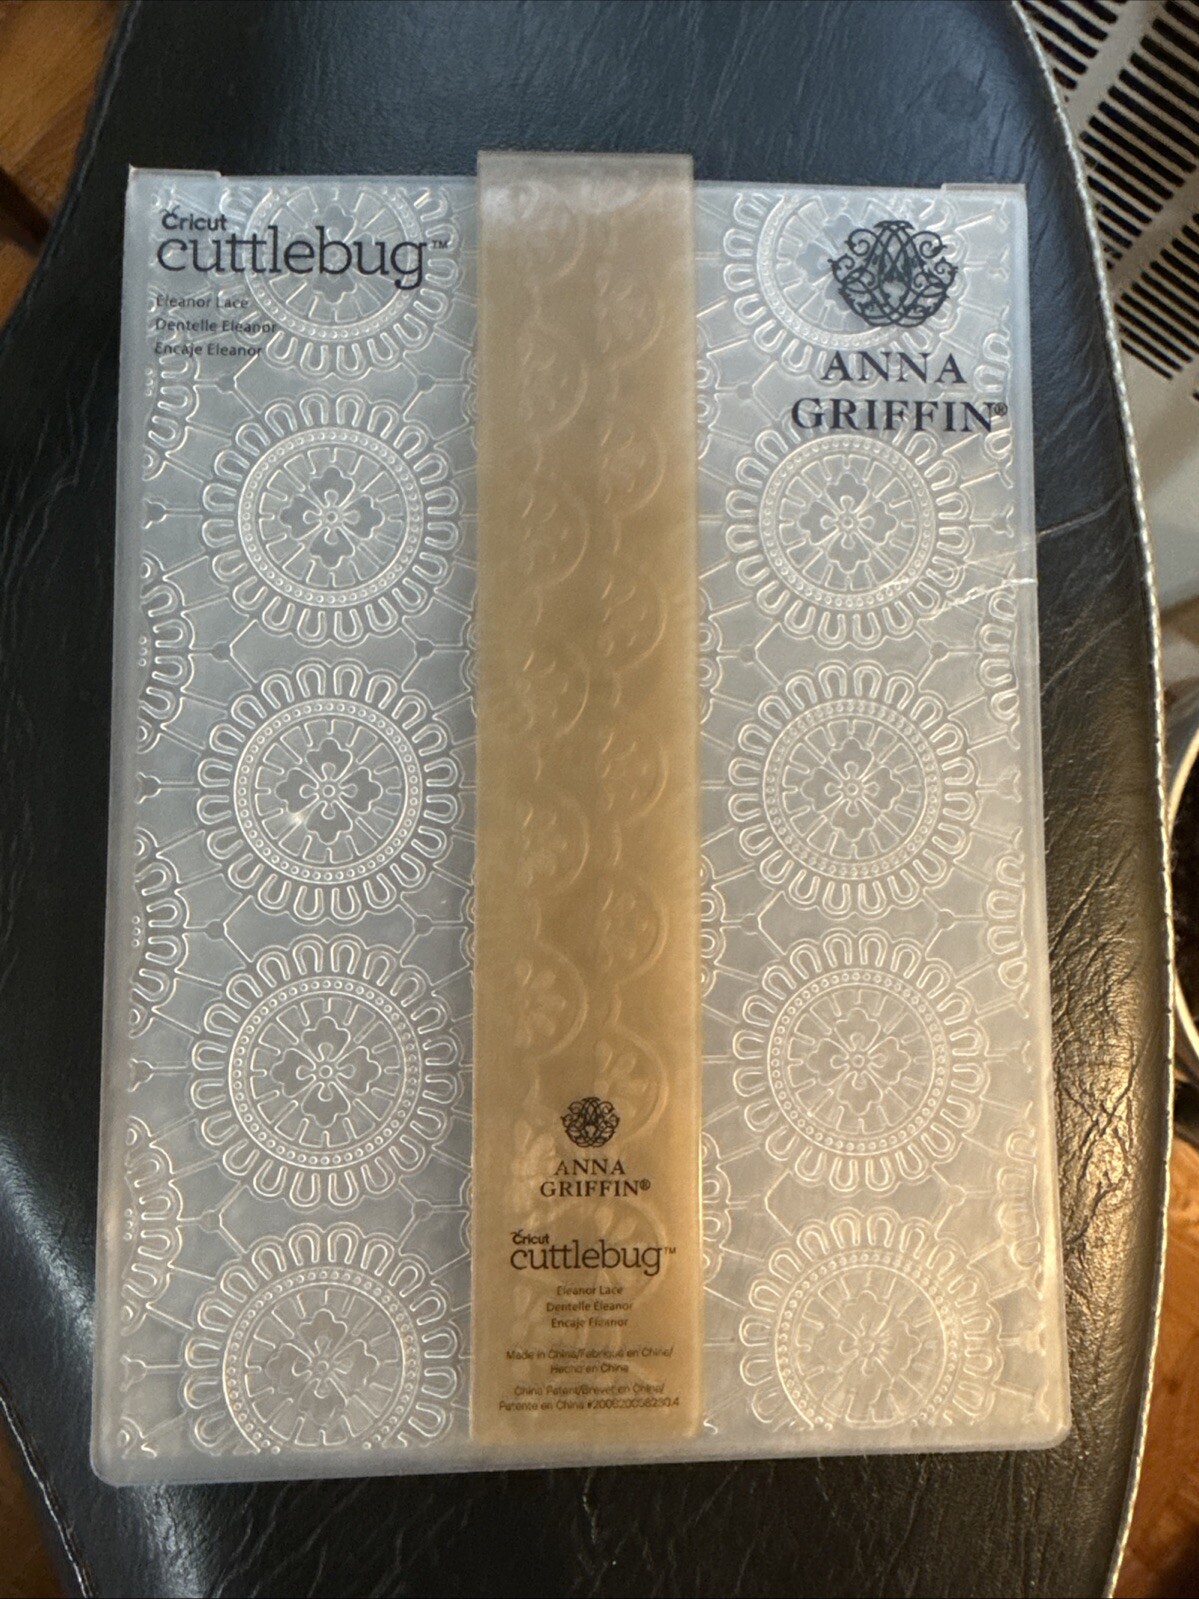 Cricut
cuttlebug™
Eleanor Lace
Dentelle Eleanor
Encaje Eleanor
ANNA
GRIFFIN®
ANNA
GRIFFIN®
Cricut
cuttlebug™
Eleanor Lace
Dentelle Eleanor
Encaje Eleanor
Made in China/Fabriqué en Chine/
Hecho en China
China Patent/Brevet en Chine/
Patente en China